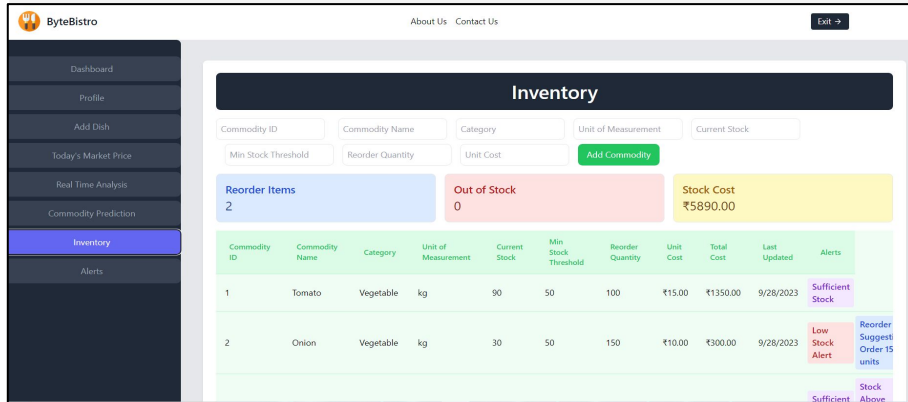 ByteBistro
About Us Contact Us
Exit →
Dashboard
Profile
Add Dish
Today's Market Price
Real Time Analysis
Commodity Prediction
Inventory
Alerts
Inventory
Commodity ID Commodity Name Category Unit of Measurement Current Stock
Min Stock Threshold Reorder Quantity Unit Cost Add Commodity
Reorder Items
2
Out of Stock
0
Stock Cost
₹5890.00
Commodity ID Commodity Name Category Unit of Measurement Current Stock Min Stock Threshold Reorder Quantity Unit Cost Total Cost Last Updated Alerts
1 Tomato Vegetable kg 90 50 100 ₹15.00 ₹1350.00 9/28/2023 Sufficient Stock
2 Onion Vegetable kg 30 50 150 ₹10.00 ₹300.00 9/28/2023 Low Stock Alert Reorder Suggesti Order 15 units
Sufficient Stock Above